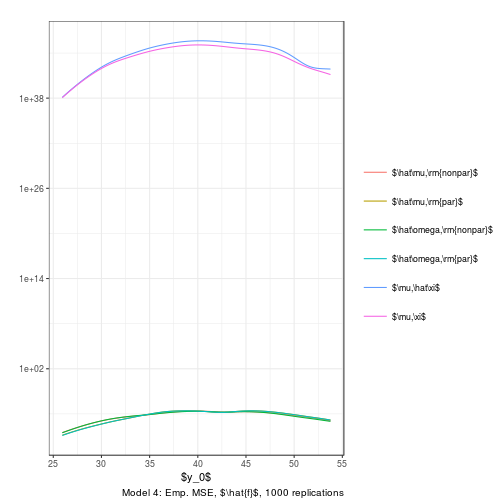 1e+38
1e+26
1e+14
1e+02
25 30 35 40 45 50 55
$y_0$
Model 4: Emp. MSE, $\hat{f}$, 1000 replications
$\hat\mu,\rm{nonpar}$
$\hat\mu,\rm{par}$
$\hat\omega,\rm{nonpar}$
$\hat\omega,\rm{par}$
$\mu,\hat\xi$
$\mu,\xi$